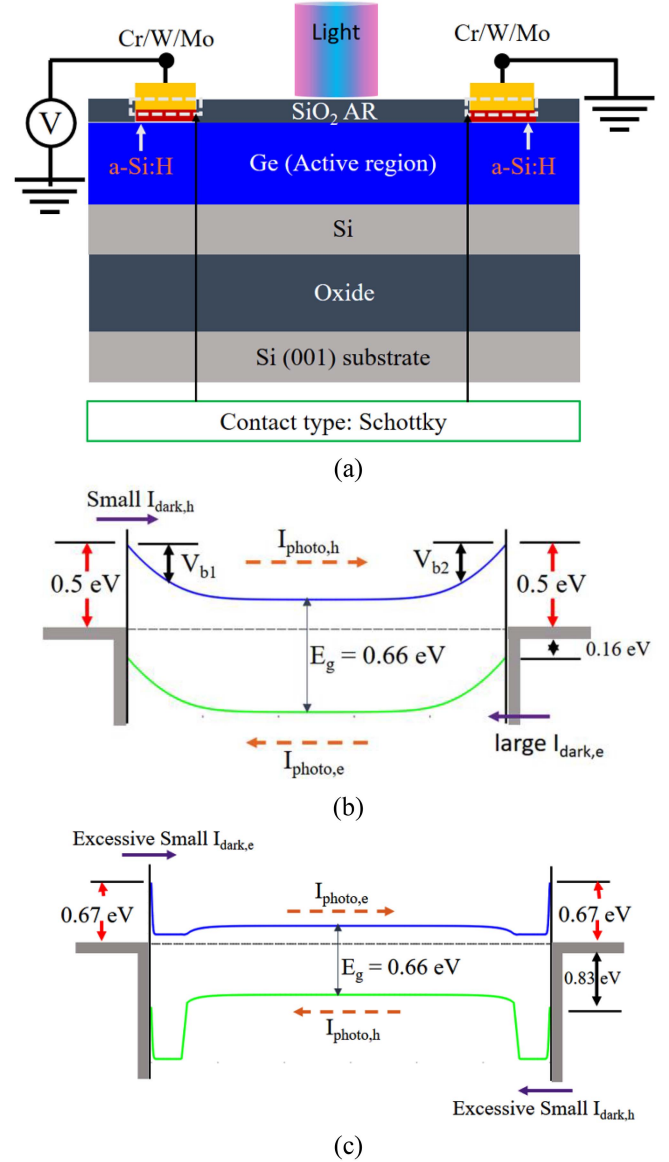 Cr/W/Mo
Light
Cr/W/Mo
V
SiO2 AR
a-Si:H
Ge (Active region)
a-Si:H
Si
Oxide
Si (001) substrate
Contact type: Schottky
(a)
Small Idark,h
Iphoto,h
Vb1
Vb2
0.5 eV
0.5 eV
0.16 eV
Eg = 0.66 eV
Iphoto,e
large Idark,e
(b)
Excessive Small Idark,e
Iphoto,e
0.67 eV
0.67 eV
Eg = 0.66 eV
0.83 eV
Iphoto,h
Excessive Small Idark,h
(c)